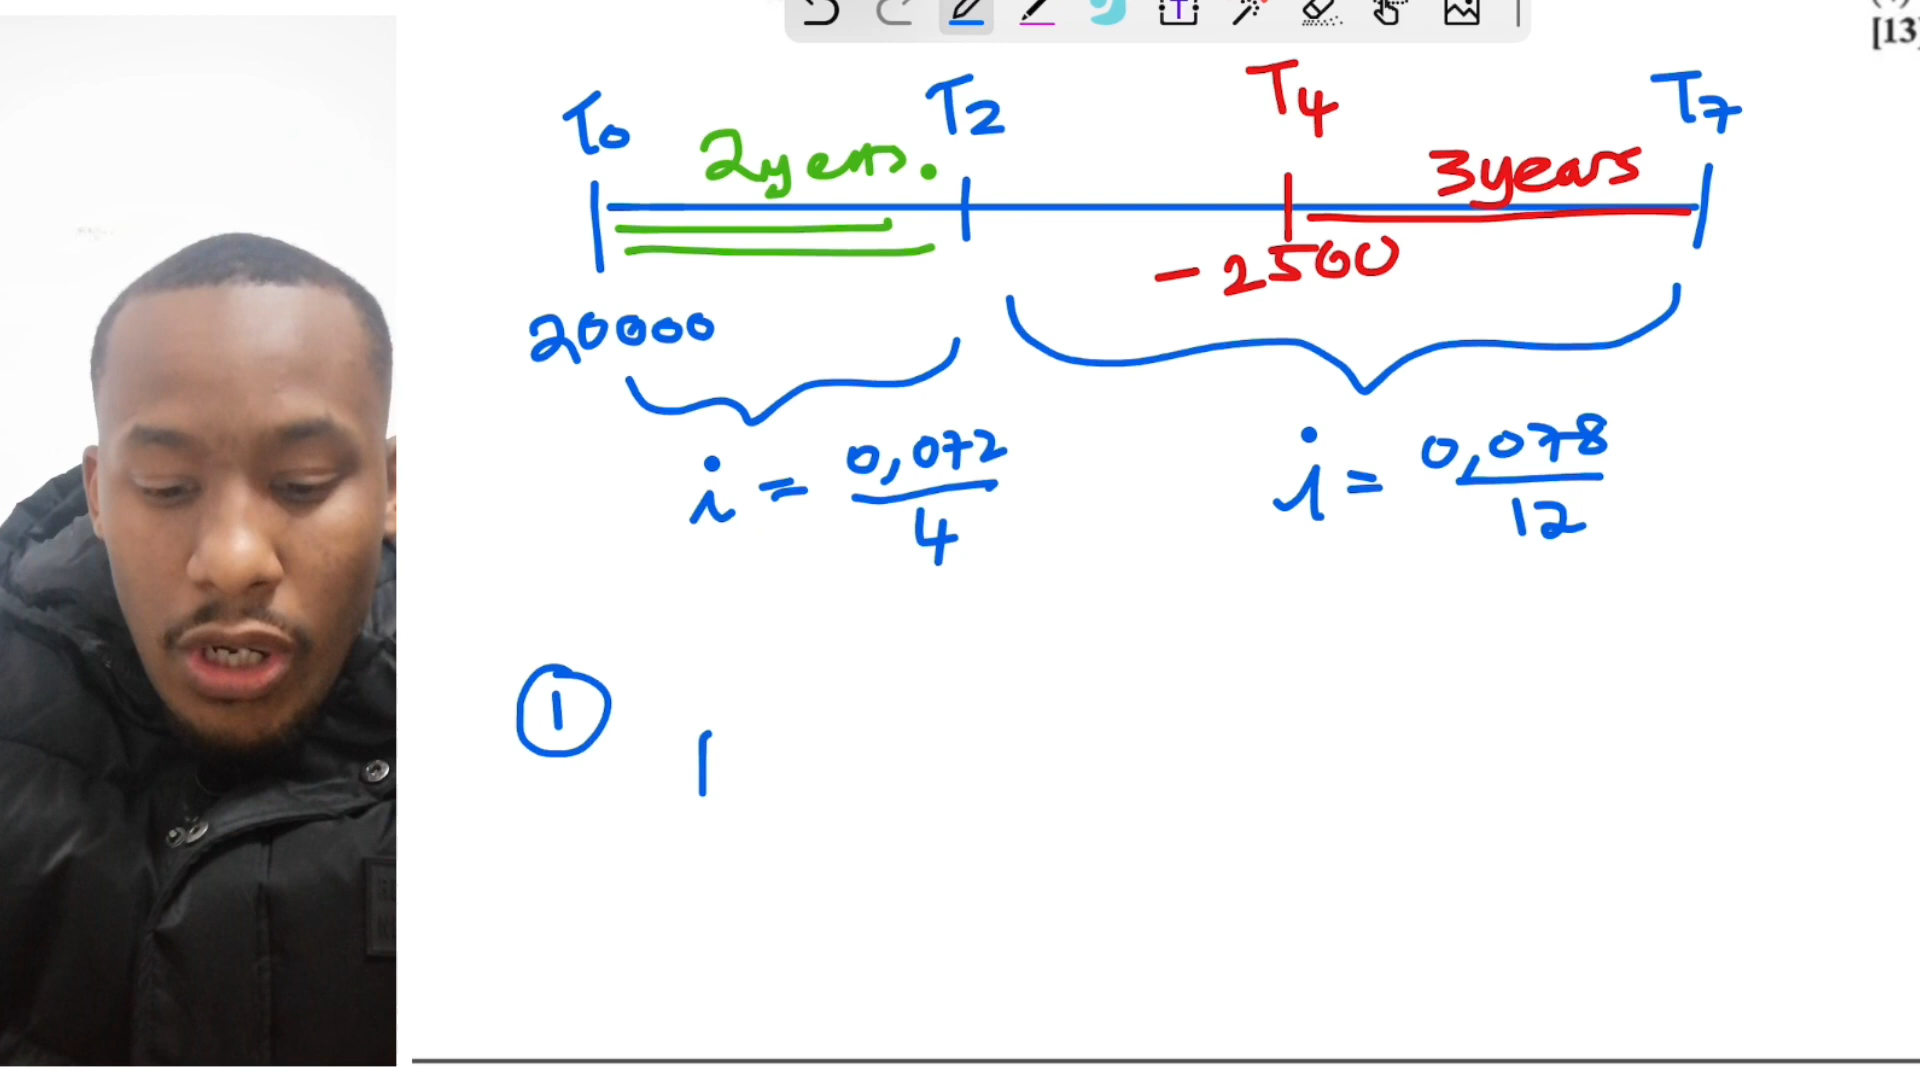 [13]
T0 T2 T4 T7
2years. 3years
-2500
20000
i = 0,072/4 i = 0,078/12
1